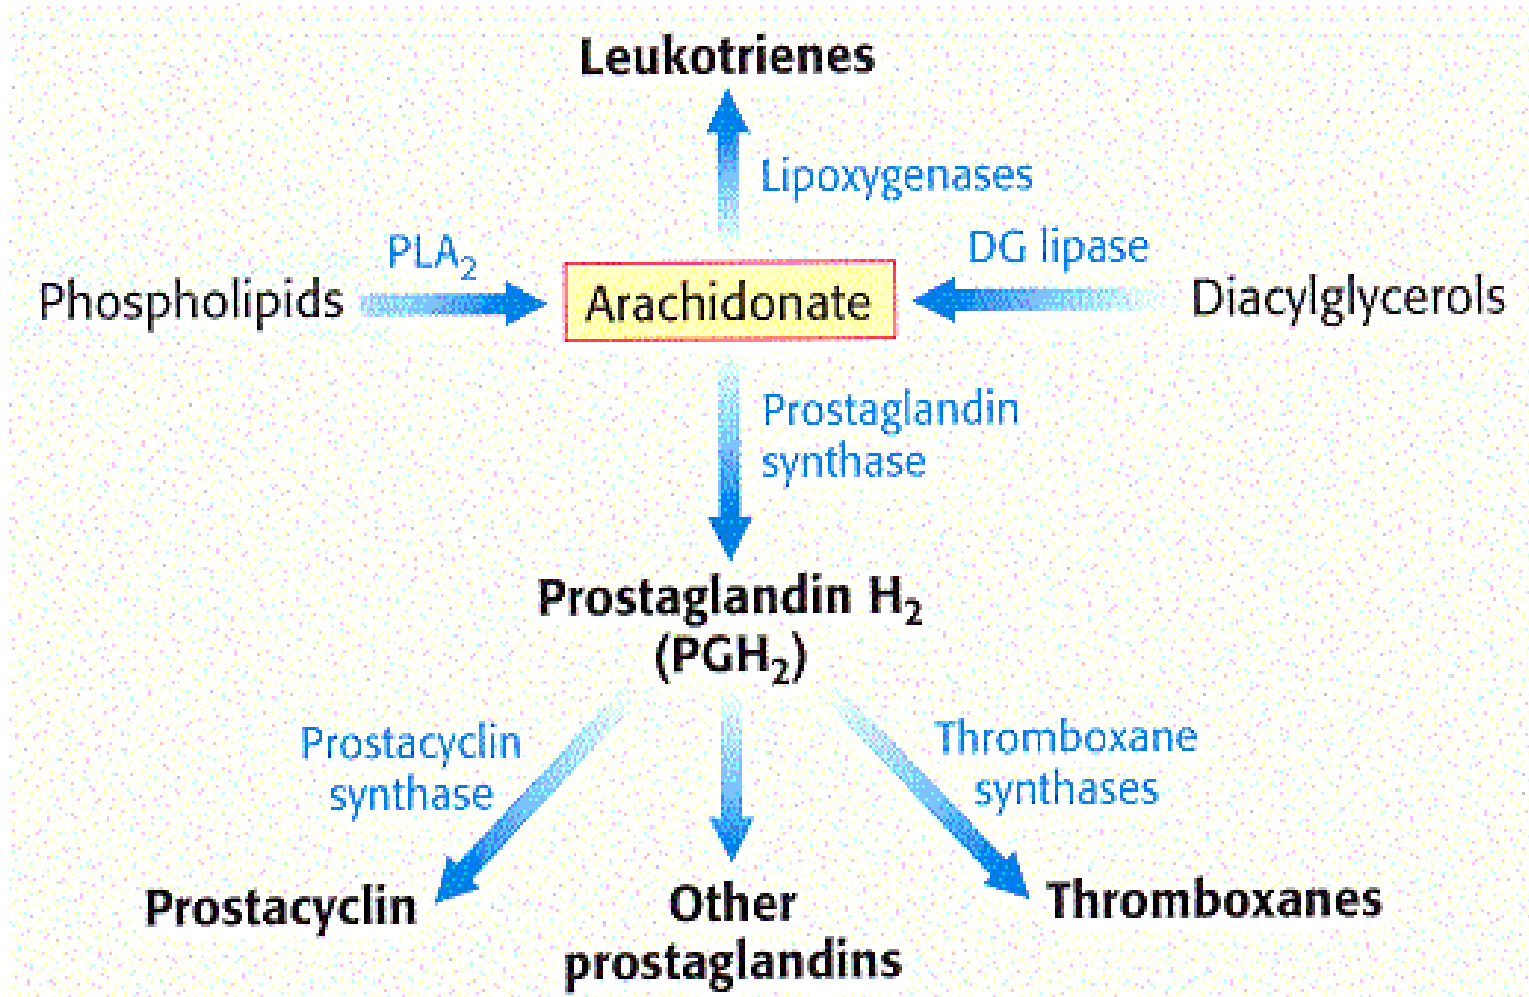 Leukotrienes
Lipoxygenases
PLA₂
DG lipase
Phospholipids
Arachidonate
Diacylglycerols
Prostaglandin
synthase
Prostaglandin H₂
(PGH₂)
Prostacyclin
synthase
Thromboxane
synthases
Prostacyclin
Other
prostaglandins
Thromboxanes